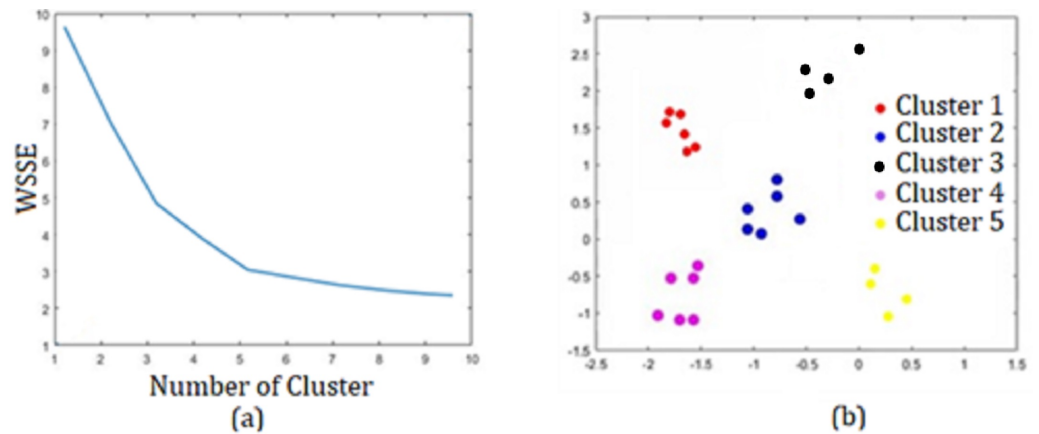 10
9
8
7
6
5
4
3
2
1
WSSE
1 2 3 4 5 6 7 8 9 10
Number of Cluster
(a)
3
2.5
2
1.5
1
0.5
0
-0.5
-1
-1.5
Cluster 1
Cluster 2
Cluster 3
Cluster 4
Cluster 5
-2.5 -2 -1.5 -1 -0.5 0 0.5 1 1.5
(b)